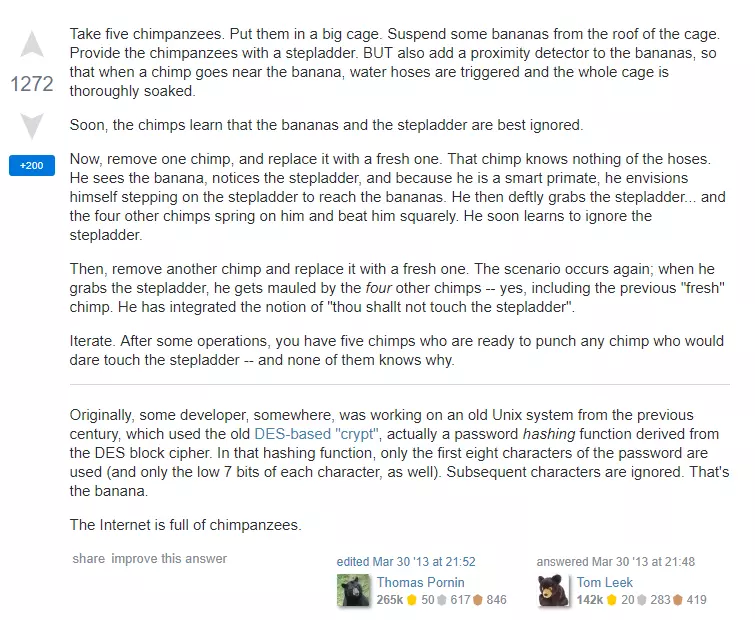 Take five chimpanzees. Put them in a big cage. Suspend some bananas from the roof of the cage.
Provide the chimpanzees with a stepladder. BUT also add a proximity detector to the bananas, so
that when a chimp goes near the banana, water hoses are triggered and the whole cage is
thoroughly soaked.
1272
Soon, the chimps learn that the bananas and the stepladder are best ignored.
+200
Now, remove one chimp, and replace it with a fresh one. That chimp knows nothing of the hoses.
He sees the banana, notices the stepladder, and because he is a smart primate, he envisions
himself stepping on the stepladder to reach the bananas. He then deftly grabs the stepladder... and
the four other chimps spring on him and beat him squarely. He soon learns to ignore the
stepladder.
Then, remove another chimp and replace it with a fresh one. The scenario occurs again; when he
grabs the stepladder, he gets mauled by the four other chimps -- yes, including the previous "fresh"
chimp. He has integrated the notion of "thou shallt not touch the stepladder".
Iterate. After some operations, you have five chimps who are ready to punch any chimp who would
dare touch the stepladder -- and none of them knows why.
Originally, some developer, somewhere, was working on an old Unix system from the previous
century, which used the old DES-based "crypt", actually a password hashing function derived from
the DES block cipher. In that hashing function, only the first eight characters of the password are
used (and only the low 7 bits of each character, as well). Subsequent characters are ignored. That's
the banana.
The Internet is full of chimpanzees.
share improve this answer
edited Mar 30 '13 at 21:52
Thomas Pornin
265k 50 617 846
answered Mar 30 '13 at 21:48
Tom Leek
142k 20 283 419